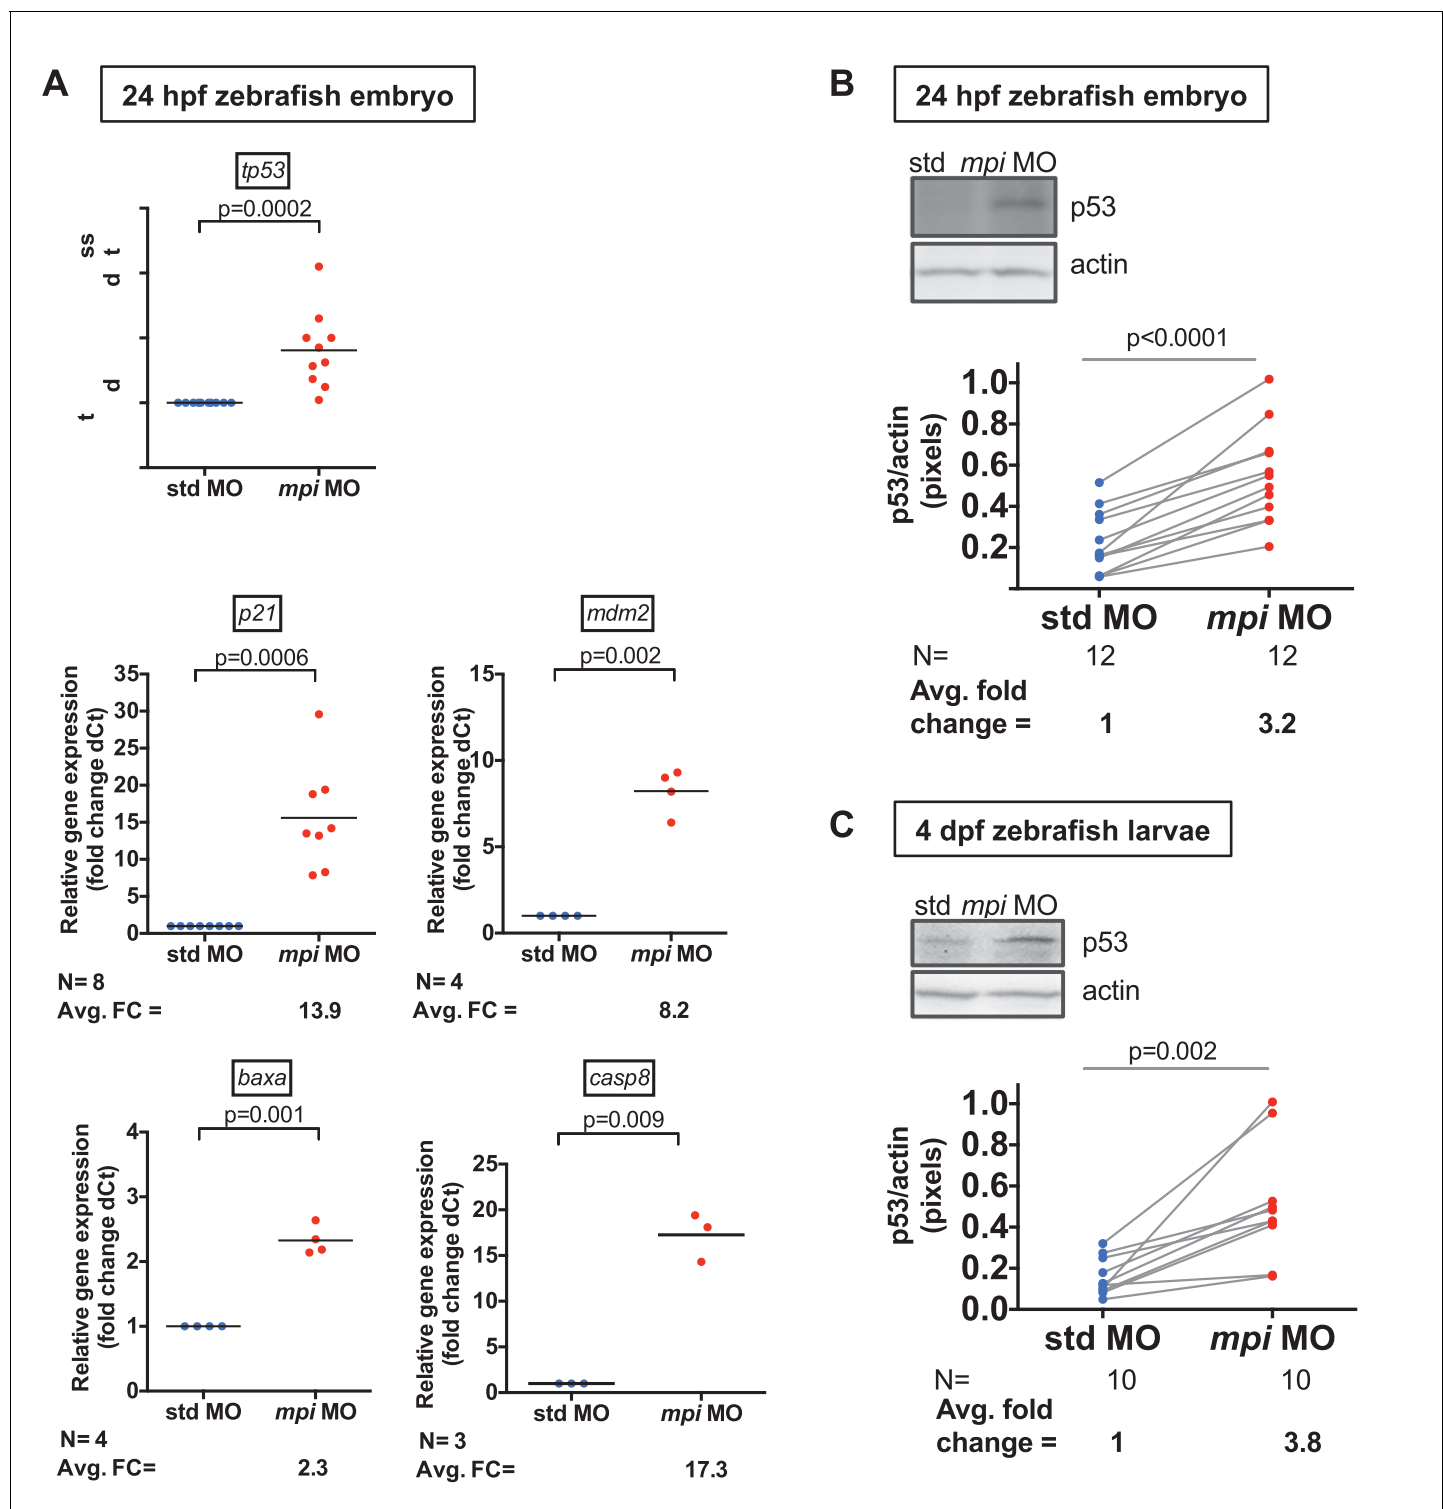 A
24 hpf zebrafish embryo
tp53
p=0.0002
ss
t
d
d
t
std MO
mpi MO
p21
p=0.0006
Relative gene expression
(fold change dCt)
35
30
25
20
15
10
5
0
std MO
mpi MO
N= 8
Avg. FC =
13.9
mdm2
p=0.002
Relative gene expression
(fold change dCt)
15
10
5
0
std MO
mpi MO
N= 4
Avg. FC =
8.2
baxa
p=0.001
Relative gene expression
(fold change dCt)
4
3
2
1
0
std MO
mpi MO
N= 4
Avg. FC=
2.3
casp8
p=0.009
Relative gene expression
(fold change dCt)
25
20
15
10
5
0
std MO
mpi MO
N= 3
Avg. FC=
17.3
B
24 hpf zebrafish embryo
std mpi MO
p53
actin
p<0.0001
p53/actin
(pixels)
1.0
0.8
0.6
0.4
0.2
std MO
mpi MO
N= 12 12
Avg. fold
change = 1 3.2
C
4 dpf zebrafish larvae
std mpi MO
p53
actin
p=0.002
p53/actin
(pixels)
1.0
0.8
0.6
0.4
0.2
0.0
std MO
mpi MO
N= 10 10
Avg. fold
change = 1 3.8